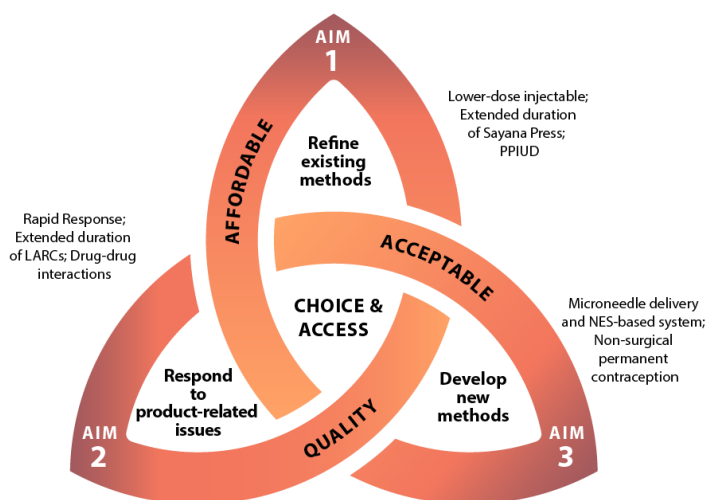 AIM
1
Lower-dose injectable;
Extended duration
of Sayana Press;
PPIUD
AFFORDABLE
Refine
existing
methods
Rapid Response;
Extended duration
of LARCs; Drug-drug
interactions
ACCEPTABLE
CHOICE &
ACCESS
Microneedle delivery
and NES-based system;
Non-surgical
permanent
contraception
Respond
to
product-related
issues
Develop
new
methods
QUALITY
AIM
2
AIM
3